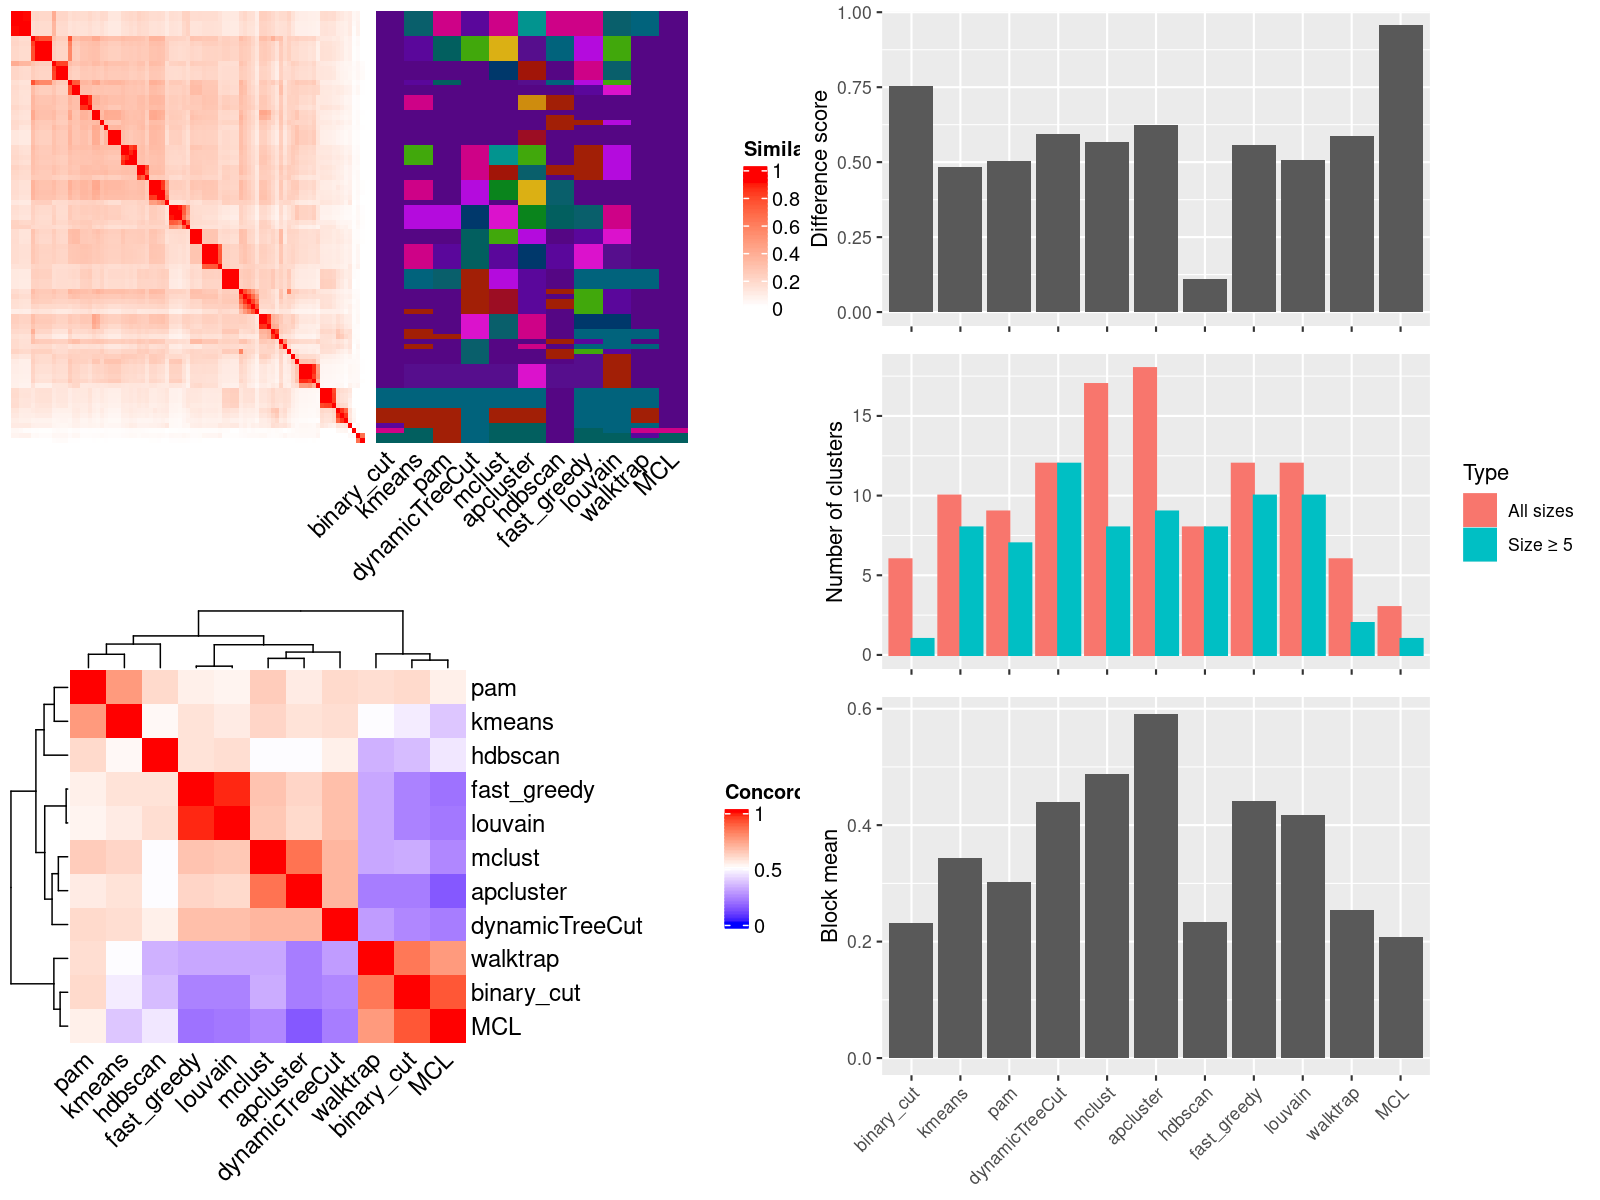 Simila
1
0.8
0.6
0.4
0.2
0
binary_cut
kmeans
pam
dynamicTreeCut
mclust
apcluster
hdbscan
fast_greedy
louvain
walktrap
MCL
pam
kmeans
hdbscan
fast_greedy
louvain
mclust
apcluster
dynamicTreeCut
walktrap
binary_cut
MCL
pam
kmeans
hdbscan
fast_greedy
louvain
mclust
apcluster
dynamicTreeCut
walktrap
binary_cut
MCL
Concord
1
0.5
0
Difference score
1.00
0.75
0.50
0.25
0.00
Number of clusters
15
10
5
0
Type
All sizes
Size ≥ 5
Block mean
0.6
0.4
0.2
0.0
binary_cut
kmeans
pam
dynamicTreeCut
mclust
apcluster
hdbscan
fast_greedy
louvain
walktrap
MCL